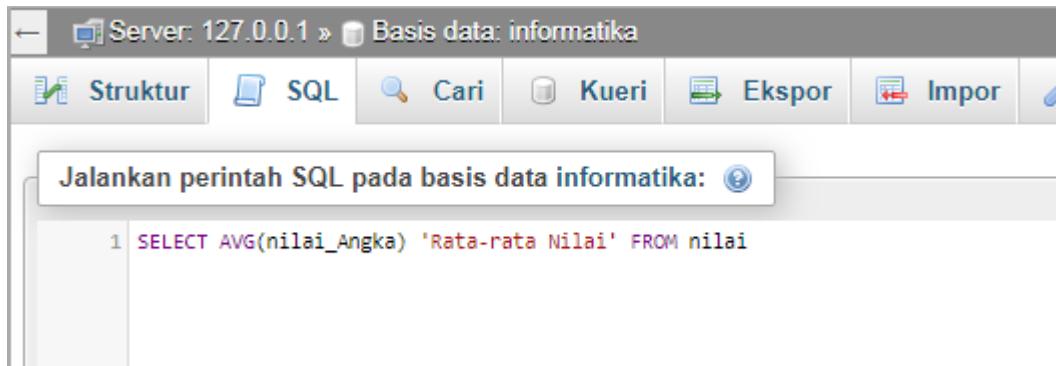 ← Server: 127.0.0.1 » Basis data: informatika
Struktur SQL Cari Kueri Ekspor Impor
Jalankan perintah SQL pada basis data informatika:
1 SELECT AVG(nilai_Angka) 'Rata-rata Nilai' FROM nilai